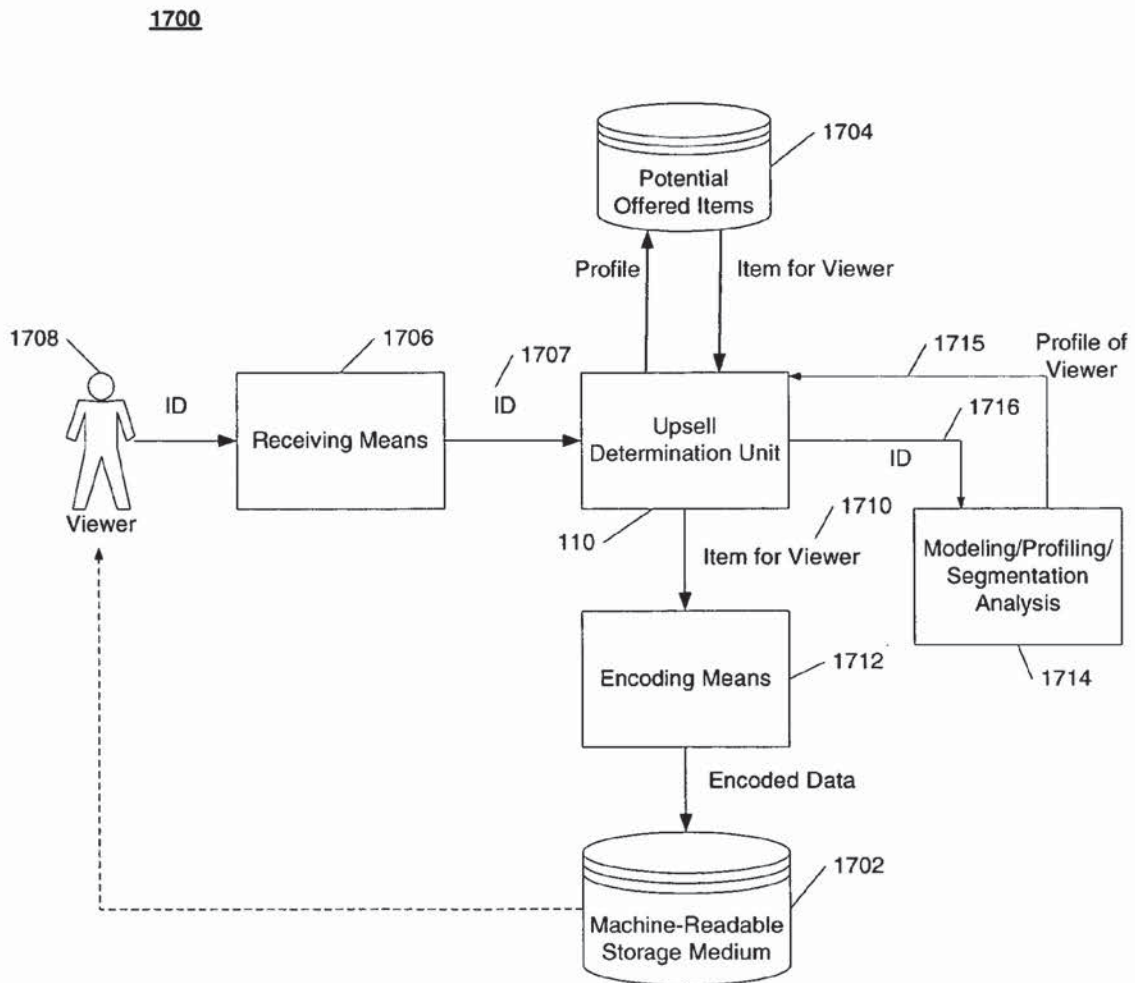 1700
1704
Potential
Offered Items
Profile
Item for Viewer
1708
1706
1707
1715
Profile of
Viewer
ID
Receiving Means
ID
Upsell
Determination Unit
1716
ID
Viewer
110
1710
Item for Viewer
Modeling/Profiling/
Segmentation
Analysis
Encoding Means
1712
1714
Encoded Data
1702
Machine-Readable
Storage Medium